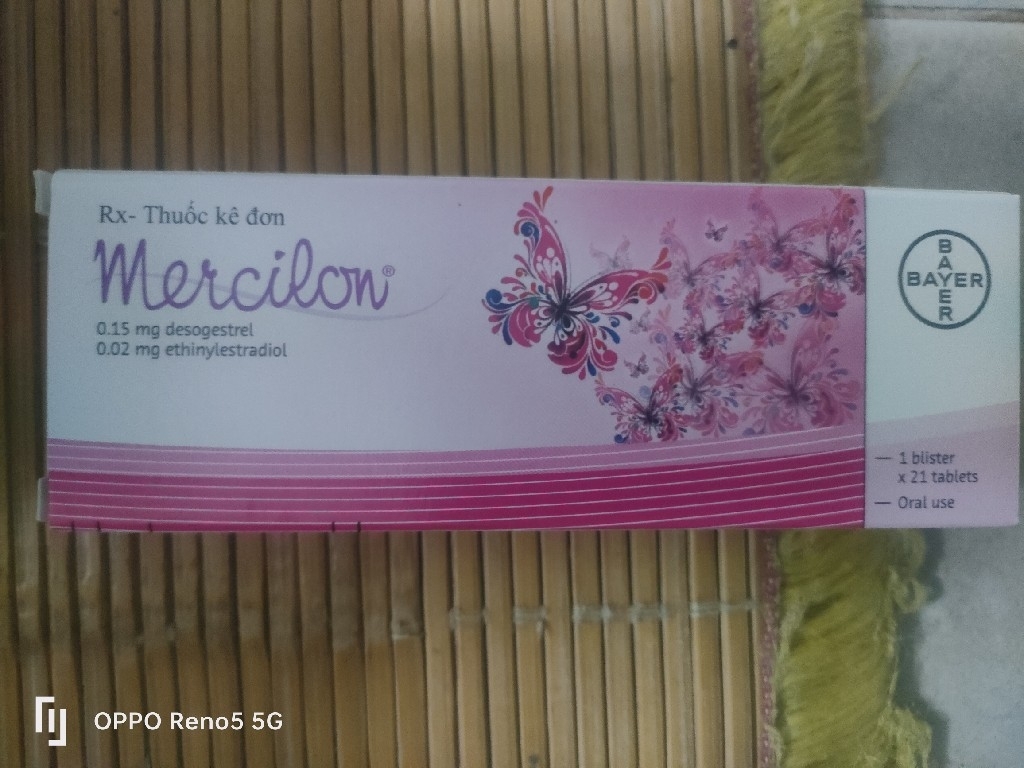 Rx- Thuốc kê đơn
Mercilon®
0.15 mg desogestrel
0.02 mg ethinylestradiol
BAYER
BAYER
— 1 blister
x 21 tablets
— Oral use
OPPO Reno5 5G